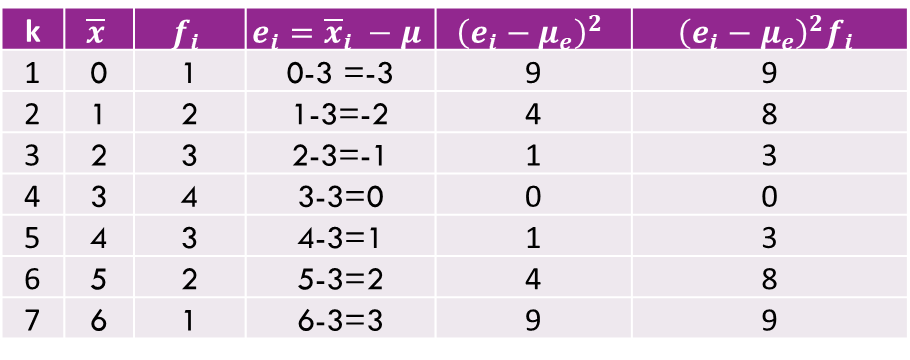 k x̅ fᵢ eᵢ = x̅ᵢ − μ (eᵢ − μₑ)² (eᵢ − μₑ)² fᵢ
1 0 1 0-3 =-3 9 9
2 1 2 1-3=-2 4 8
3 2 3 2-3=-1 1 3
4 3 4 3-3=0 0 0
5 4 3 4-3=1 1 3
6 5 2 5-3=2 4 8
7 6 1 6-3=3 9 9